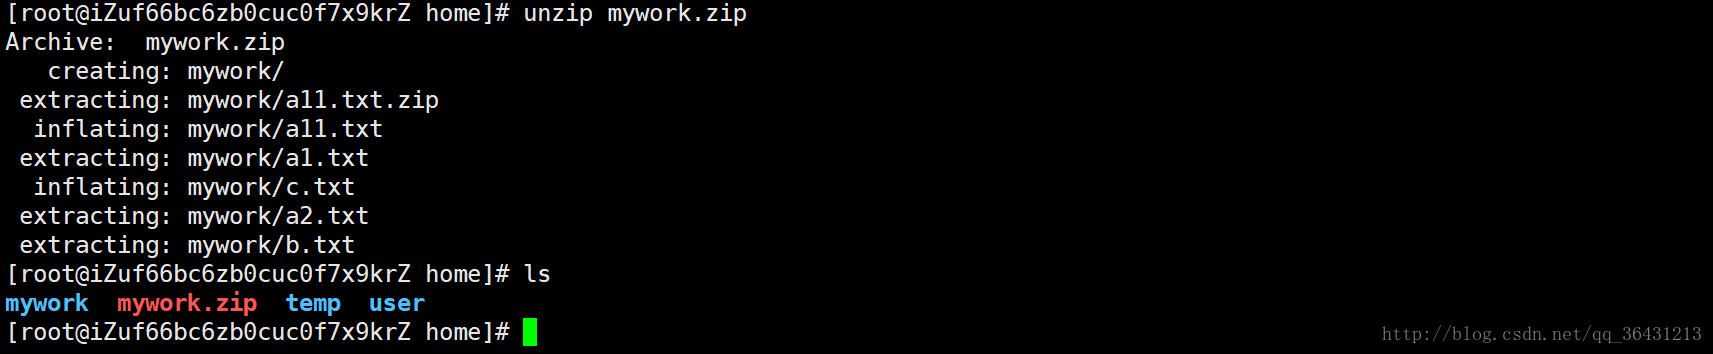 [root@iZuf66bc6zb0cuc0f7x9krZ home]# unzip mywork.zip
Archive:  mywork.zip
   creating: mywork/
 extracting: mywork/a11.txt.zip
  inflating: mywork/a11.txt
 extracting: mywork/a1.txt
  inflating: mywork/c.txt
 extracting: mywork/a2.txt
 extracting: mywork/b.txt
[root@iZuf66bc6zb0cuc0f7x9krZ home]# ls
mywork  mywork.zip  temp  user
[root@iZuf66bc6zb0cuc0f7x9krZ home]#
http://blog.csdn.net/qq_36431213